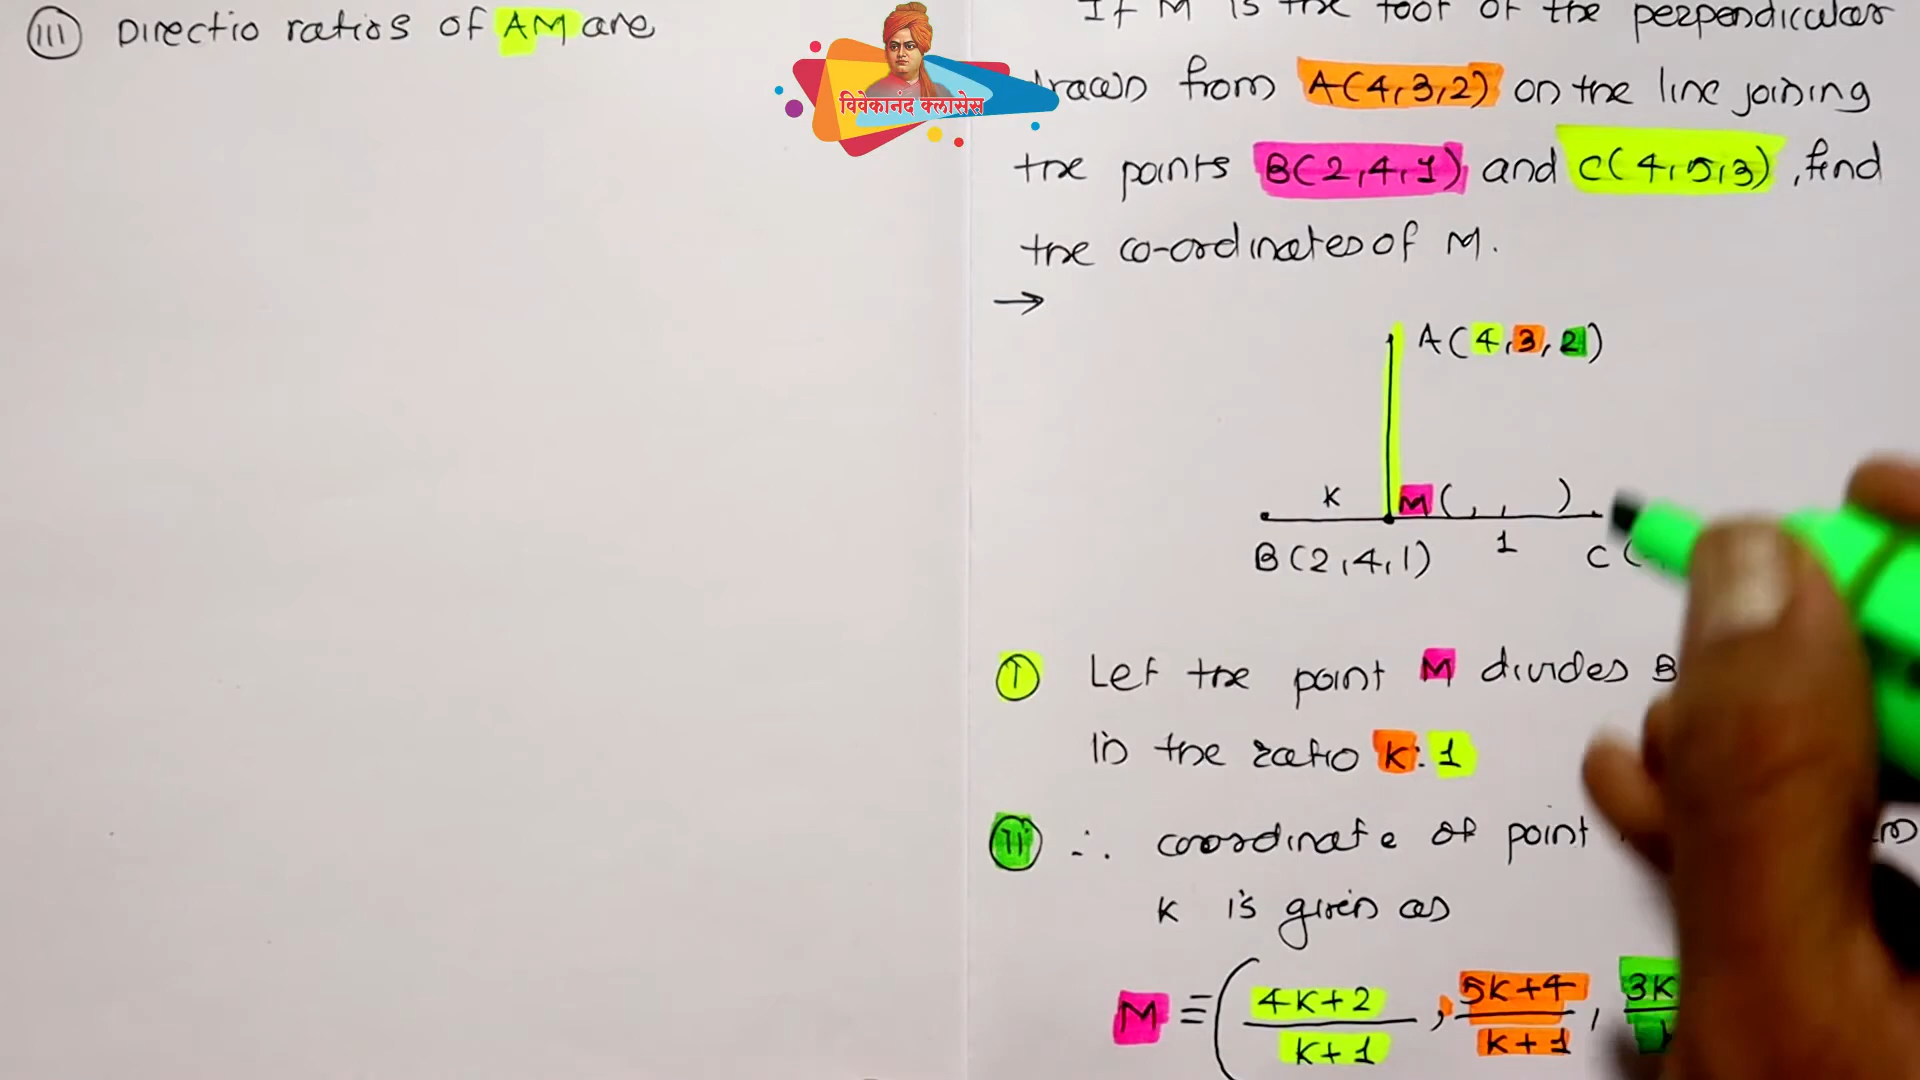 (III) Directio ratios of AM are
विवेकानंद क्लासेस
If M is the foot of the perpendicular
drawn from A(4,3,2) on the line joining
the points B(2,4,1) and C(4,5,3), find
the co-ordinates of M.
→
A(4,3,2)
K M( , , )
B(2,4,1) 1 C(
(I) Let the point M divides B
in the ratio K:1
(II) ∴ coordinate of point
K is given as
M ≡ (4K+2/K+1, 5K+4/K+1, 3K